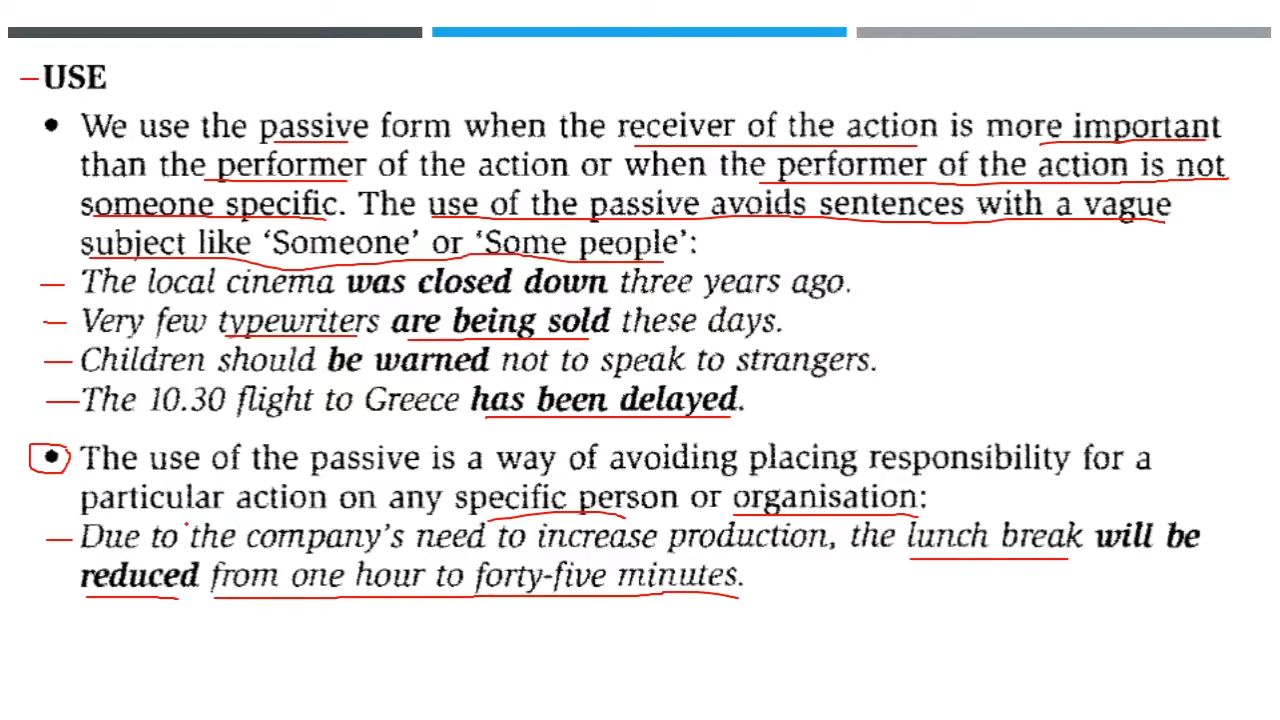 USE
• We use the passive form when the receiver of the action is more important
than the performer of the action or when the performer of the action is not
someone specific. The use of the passive avoids sentences with a vague
subject like ‘Someone’ or ‘Some people’:
The local cinema was closed down three years ago.
Very few typewriters are being sold these days.
Children should be warned not to speak to strangers.
The 10.30 flight to Greece has been delayed.
• The use of the passive is a way of avoiding placing responsibility for a
particular action on any specific person or organisation:
Due to the company’s need to increase production, the lunch break will be
reduced from one hour to forty-five minutes.